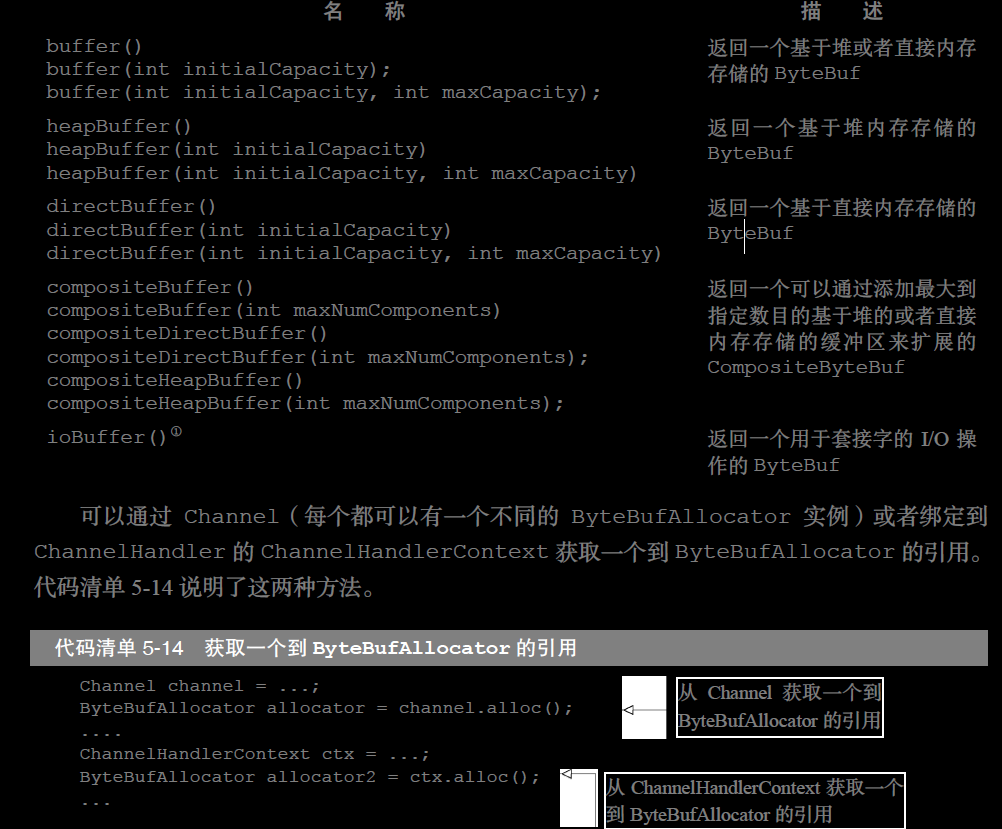 名 称 描 述
buffer() 返回一个基于堆或者直接内存
buffer(int initialCapacity); 存储的 ByteBuf
buffer(int initialCapacity, int maxCapacity);
heapBuffer() 返回一个基于堆内存存储的
heapBuffer(int initialCapacity) ByteBuf
heapBuffer(int initialCapacity, int maxCapacity)
directBuffer() 返回一个基于直接内存存储的
directBuffer(int initialCapacity) ByteBuf
directBuffer(int initialCapacity, int maxCapacity)
compositeBuffer() 返回一个可以通过添加最大到
compositeBuffer(int maxNumComponents) 指定数目的基于堆的或者直接
compositeDirectBuffer() 内存存储的缓冲区来扩展的
compositeDirectBuffer(int maxNumComponents); CompositeByteBuf
compositeHeapBuffer()
compositeHeapBuffer(int maxNumComponents);
ioBuffer()① 返回一个用于套接字的 I/O 操
作的 ByteBuf
可以通过 Channel（每个都可以有一个不同的 ByteBufAllocator 实例）或者绑定到
ChannelHandler 的 ChannelHandlerContext 获取一个到 ByteBufAllocator 的引用。
代码清单 5-14 说明了这两种方法。
代码清单 5-14 获取一个到 ByteBufAllocator 的引用
Channel channel = ...; 从 Channel 获取一个到
ByteBufAllocator allocator = channel.alloc(); ByteBufAllocator 的引用
....
ChannelHandlerContext ctx = ...;
ByteBufAllocator allocator2 = ctx.alloc(); 从 ChannelHandlerContext 获取一个
... 到 ByteBufAllocator 的引用